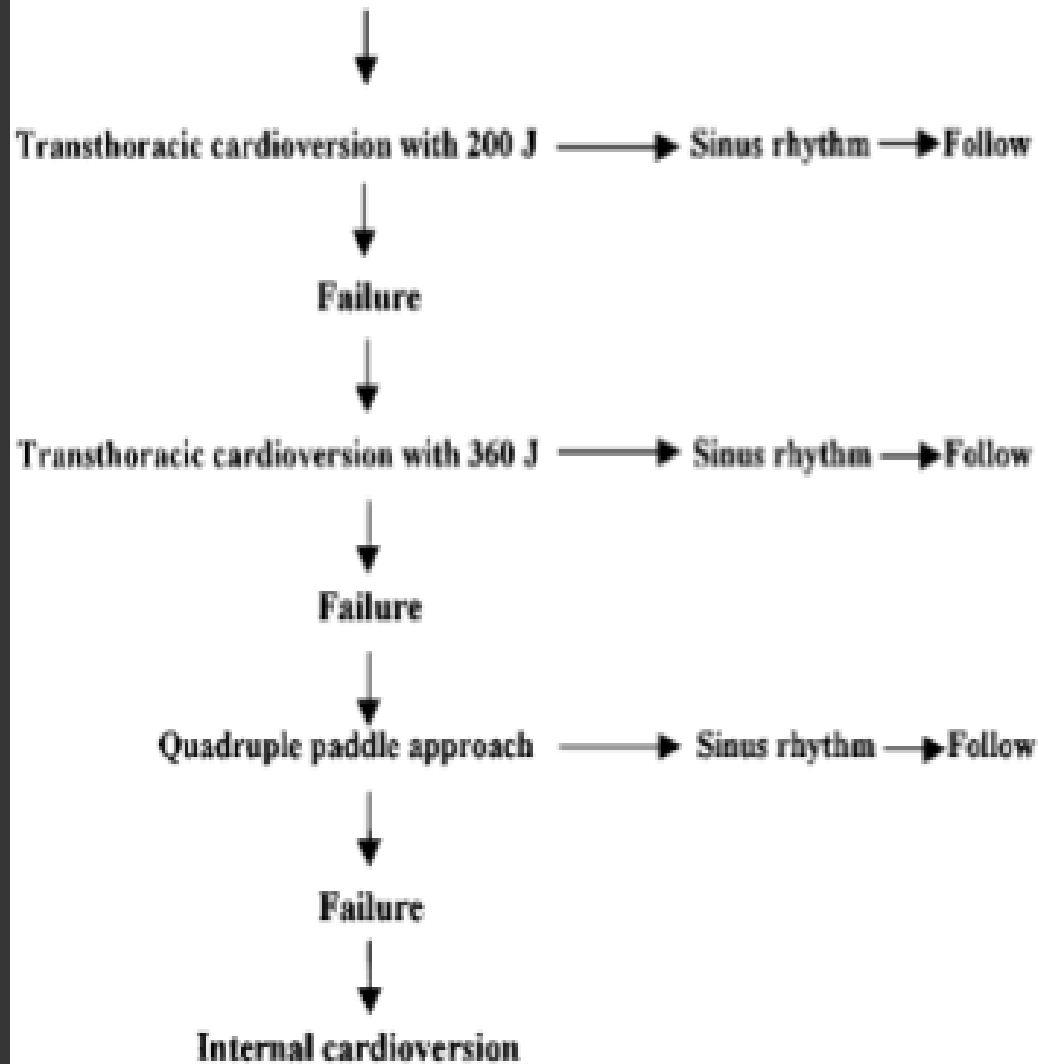 Transthoracic cardioversion with 200 J Sinus rhythm Follow
Failure
Transthoracic cardioversion with 360 J Sinus rhythm Follow
Failure
Quadruple paddle approach Sinus rhythm Follow
Failure
Internal cardioversion